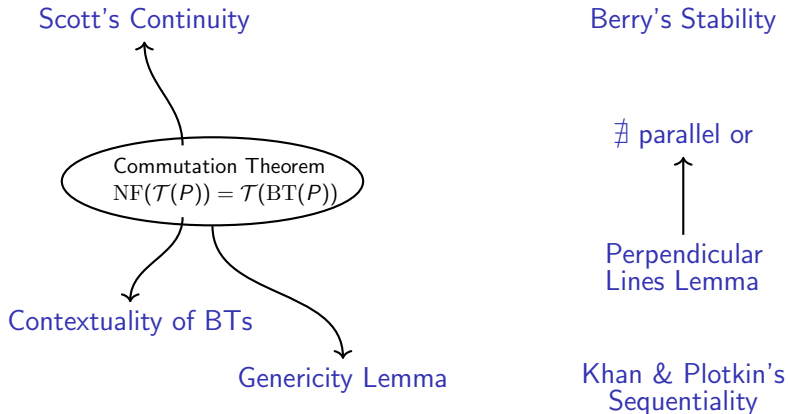 Scott's Continuity
Berry's Stability
∄ parallel or
Commutation Theorem
NF(𝒯(P)) = 𝒯(BT(P))
Perpendicular
Lines Lemma
Contextuality of BTs
Genericity Lemma
Khan & Plotkin's
Sequentiality